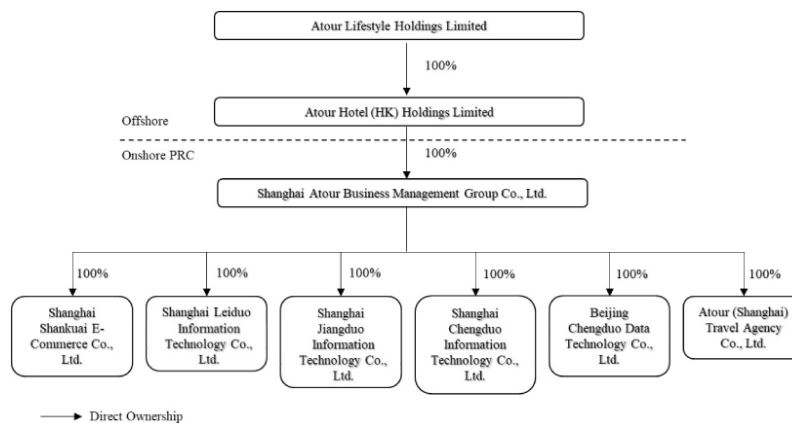 Atour Lifestyle Holdings Limited
100%
Atour Hotel (HK) Holdings Limited
Offshore
Onshore PRC
100%
Shanghai Atour Business Management Group Co., Ltd.
100%
100%
100%
100%
100%
100%
Shanghai
Shankuai E-
Commerce Co.,
Ltd.
Shanghai Leiduo
Information
Technology Co.,
Ltd.
Shanghai
Jiangduo
Information
Technology Co.,
Ltd.
Shanghai
Chengduo
Information
Technology Co.,
Ltd.
Beijing
Chengduo Data
Technology Co.,
Ltd.
Atour (Shanghai)
Travel Agency
Co., Ltd.
Direct Ownership